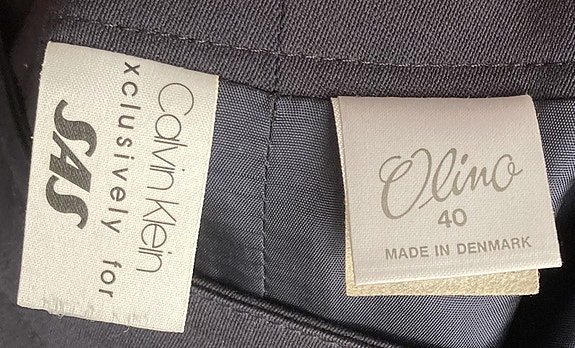 Calvin Klein
xclusively for
SAS
Olino
40
MADE IN DENMARK